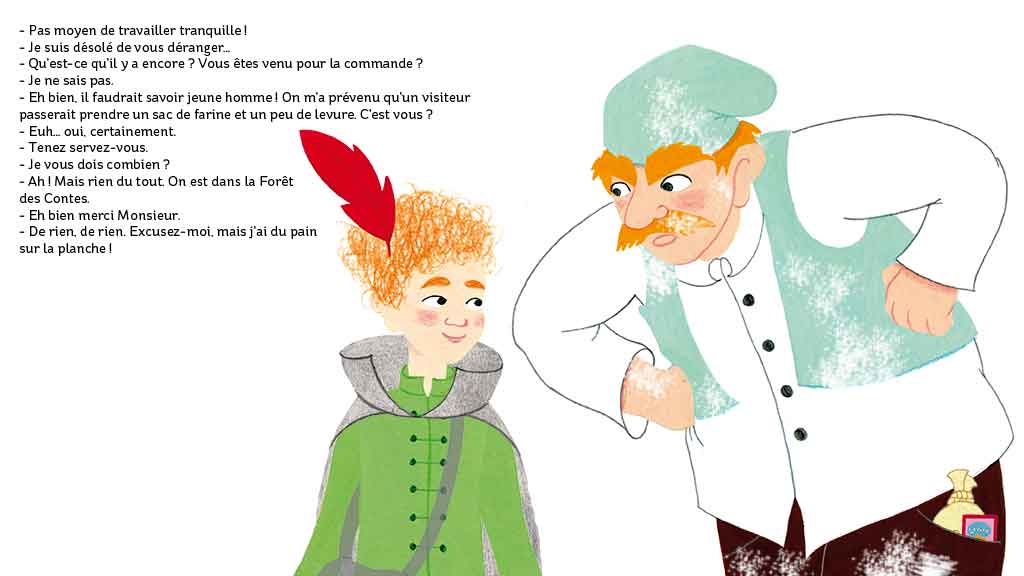 - Pas moyen de travailler tranquille !
- Je suis désolé de vous déranger...
- Qu'est-ce qu'il y a encore ? Vous êtes venu pour la commande ?
- Je ne sais pas.
- Eh bien, il faudrait savoir jeune homme ! On m'a prévenu qu'un visiteur
passerait prendre un sac de farine et un peu de levure. C'est vous ?
- Euh... oui, certainement.
- Tenez servez-vous.
- Je vous dois combien ?
- Ah ! Mais rien du tout. On est dans la Forêt
des Contes.
- Eh bien merci Monsieur.
- De rien, de rien. Excusez-moi, mais j'ai du pain
sur la planche !